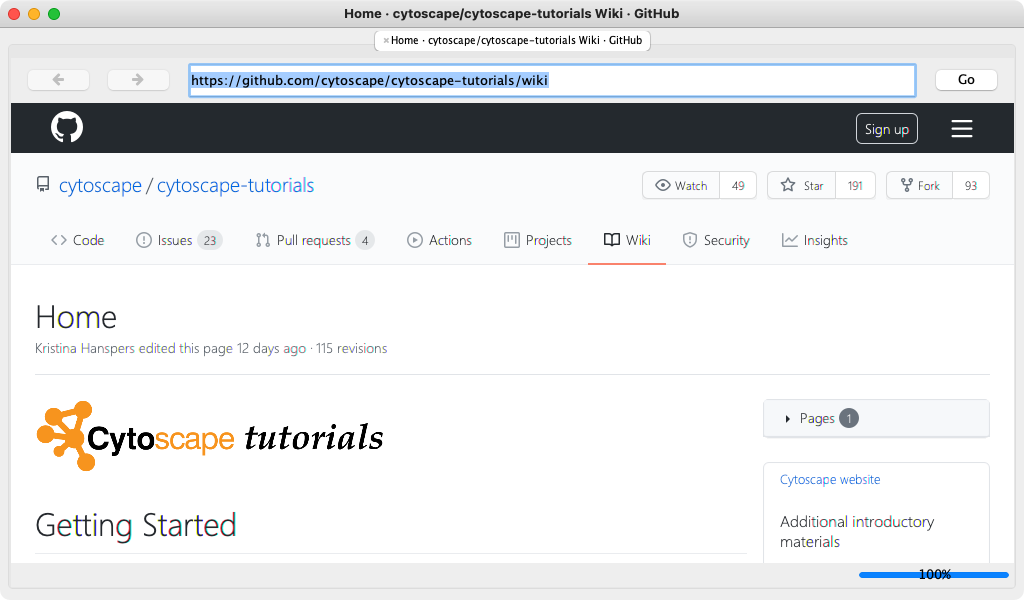 Home · cytoscape/cytoscape-tutorials Wiki · GitHub
Home · cytoscape/cytoscape-tutorials Wiki · GitHub
https://github.com/cytoscape/cytoscape-tutorials/wiki Go
Sign up
cytoscape / cytoscape-tutorials Watch 49 Star 191 Fork 93
Code Issues 23 Pull requests 4 Actions Projects Wiki Security Insights
Home
Kristina Hanspers edited this page 12 days ago · 115 revisions
Cytoscape tutorials
Pages 1
Cytoscape website
Getting Started
Additional introductory
materials
100%